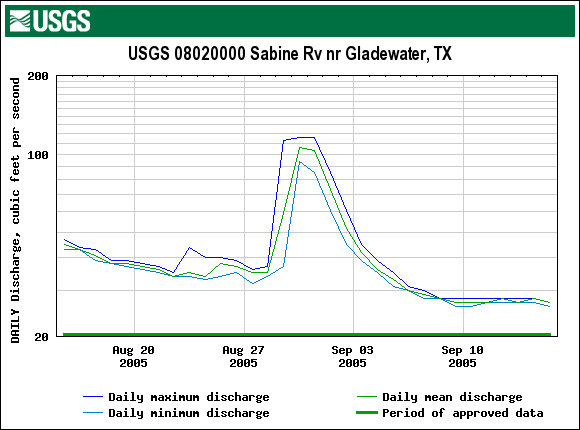 USGS
USGS 08020000 Sabine Rv nr Gladewater, TX
DAILY Discharge, cubic feet per second
200
100
20
Aug 20 2005
Aug 27 2005
Sep 03 2005
Sep 10 2005
Daily maximum discharge
Daily mean discharge
Daily minimum discharge
Period of approved data